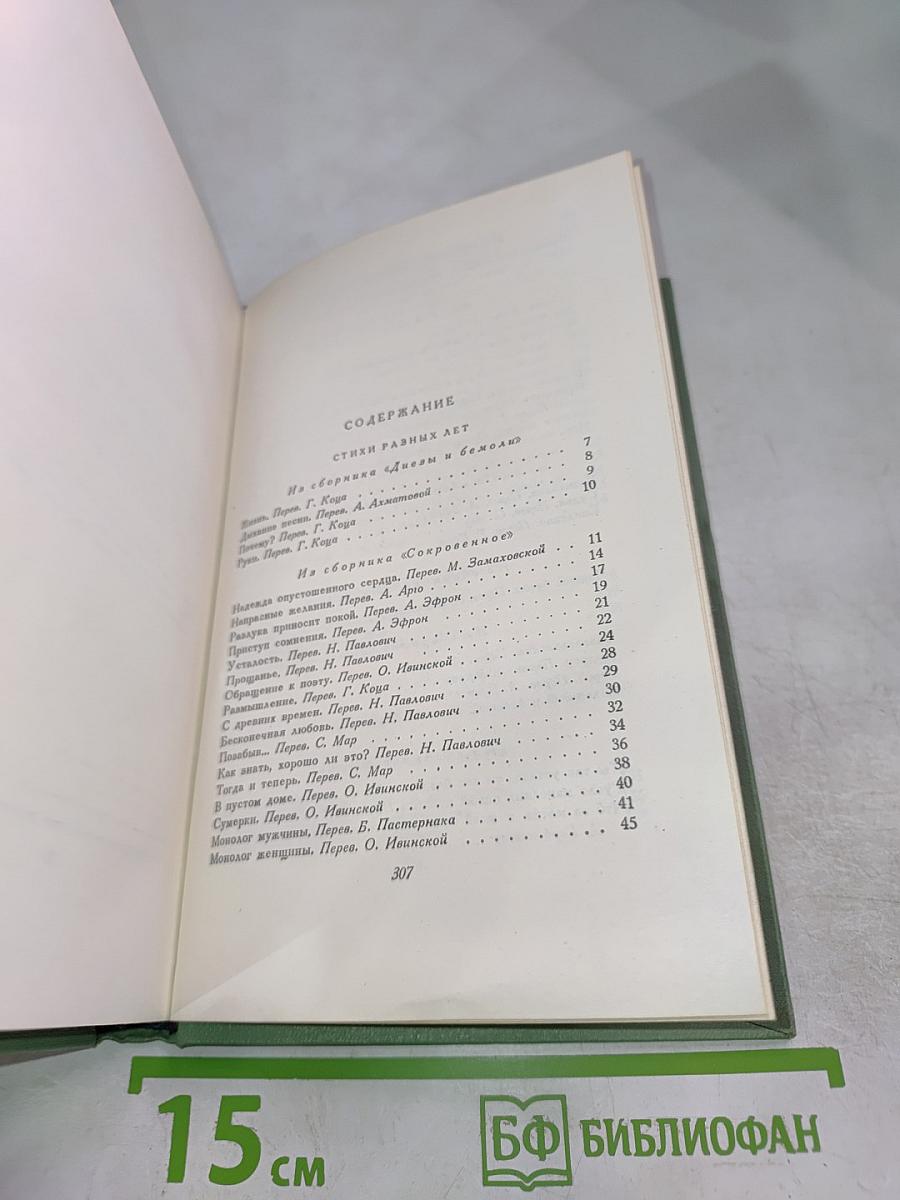 СОДЕРЖАНИЕ
СТИХИ РАЗНЫХ ЛЕТ
Из сборника «Диезы и бемоли»
Жизнь. Перев. Г. Коца . . . 7
Дыхание песни. Перев. А. Ахматовой . . . 8
Почему? Перев. Г. Коца . . . 9
Руки. Перев. Г. Коца . . . 10
Из сборника «Сокровенное»
Надежда опустошенного сердца. Перев. М. Замаховской . . 11
Напрасные желания. Перев. А. Арго . . . 14
Разлука приносит покой. Перев. А. Эфрон . . . 17
Приступ сомнения. Перев. А. Эфрон . . . 19
Усталость. Перев. Н. Павлович . . . 21
Прощанье. Перев. Н. Павлович . . . 22
Обращение к поэту. Перев. О. Ивинской . . . 24
Размышление. Перев. Г. Коца . . . 28
С древних времен. Перев. Н. Павлович . . . 29
Бесконечная любовь. Перев. Н. Павлович . . . 30
Позабыв... Перев. С. Мар . . . 32
Как знать, хорошо ли это? Перев. Н. Павлович . . . 34
Тогда и теперь. Перев. С. Мар . . . 36
В пустом доме. Перев. О. Ивинской . . . 38
Сумерки. Перев. О. Ивинской . . . 40
Монолог мужчины. Перев. Б. Пастернака . . . 41
Монолог женщины. Перев. О. Ивинской . . . 45
307
15 см
БФ БИБЛИОФАН